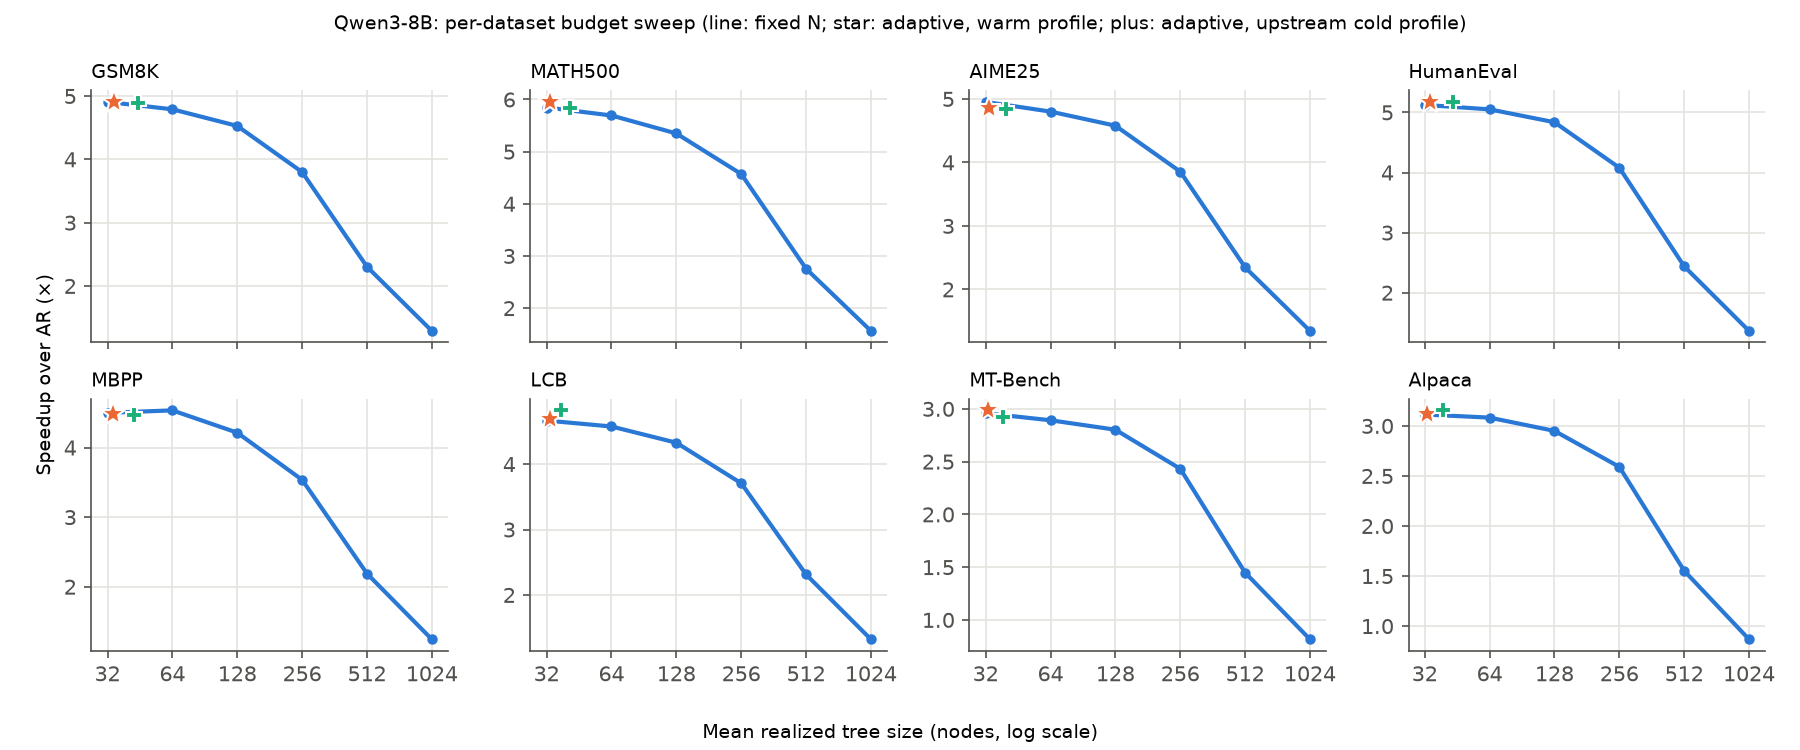 Qwen3-8B: per-dataset budget sweep (line: fixed N; star: adaptive, warm profile; plus: adaptive, upstream cold profile)
GSM8K
5
4
3
2
MATH500
6
5
4
3
2
AIME25
5
4
3
2
HumanEval
5
4
3
2
Speedup over AR (×)
MBPP
4
3
2
32 64 128 256 512 1024
LCB
4
3
2
32 64 128 256 512 1024
MT-Bench
3.0
2.5
2.0
1.5
1.0
32 64 128 256 512 1024
Alpaca
3.0
2.5
2.0
1.5
1.0
32 64 128 256 512 1024
Mean realized tree size (nodes, log scale)